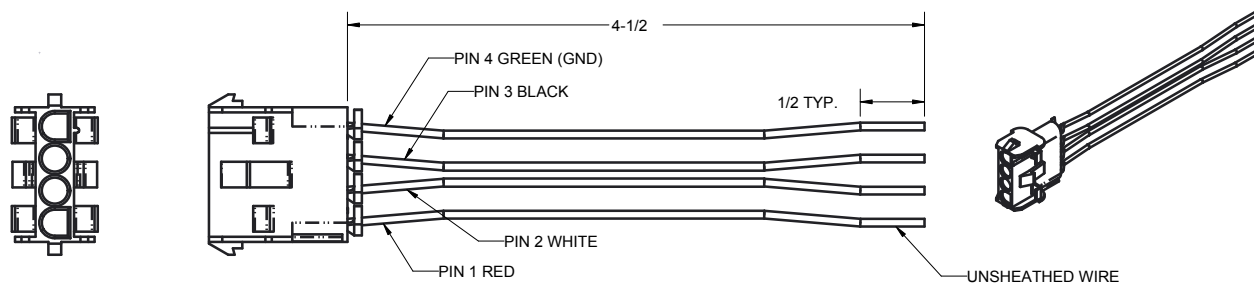 4-1/2
PIN 4 GREEN (GND)
PIN 3 BLACK
1/2 TYP.
PIN 2 WHITE
PIN 1 RED
UNSHEATHED WIRE